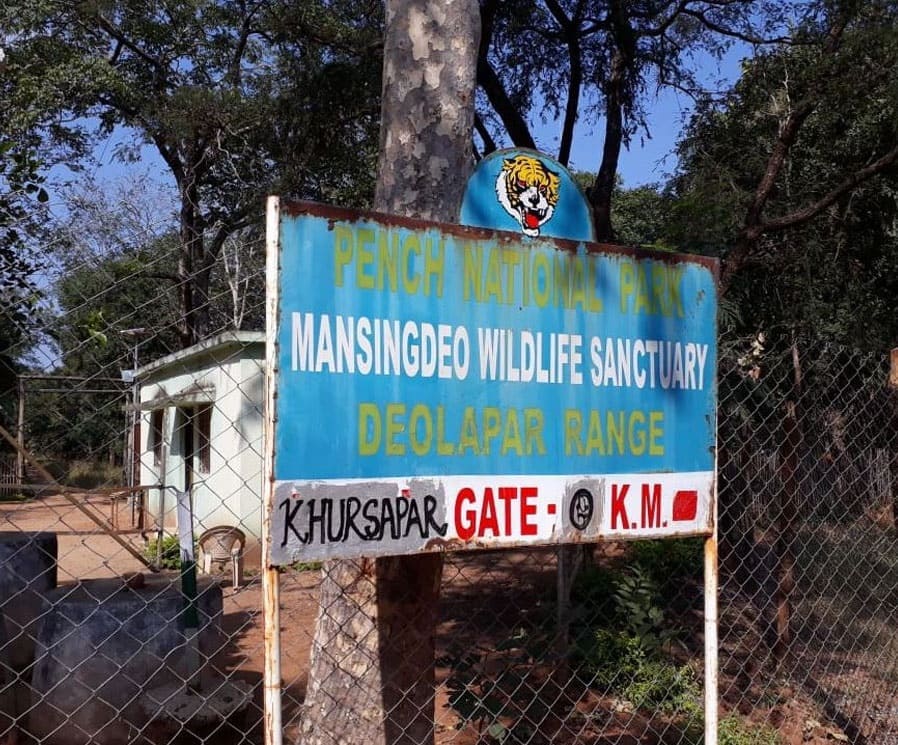 PENCH NATIONAL PARK
MANSINGDEO WILDLIFE SANCTUARY
DEOLAPAR RANGE
KHURSAPAR GATE - K.M.